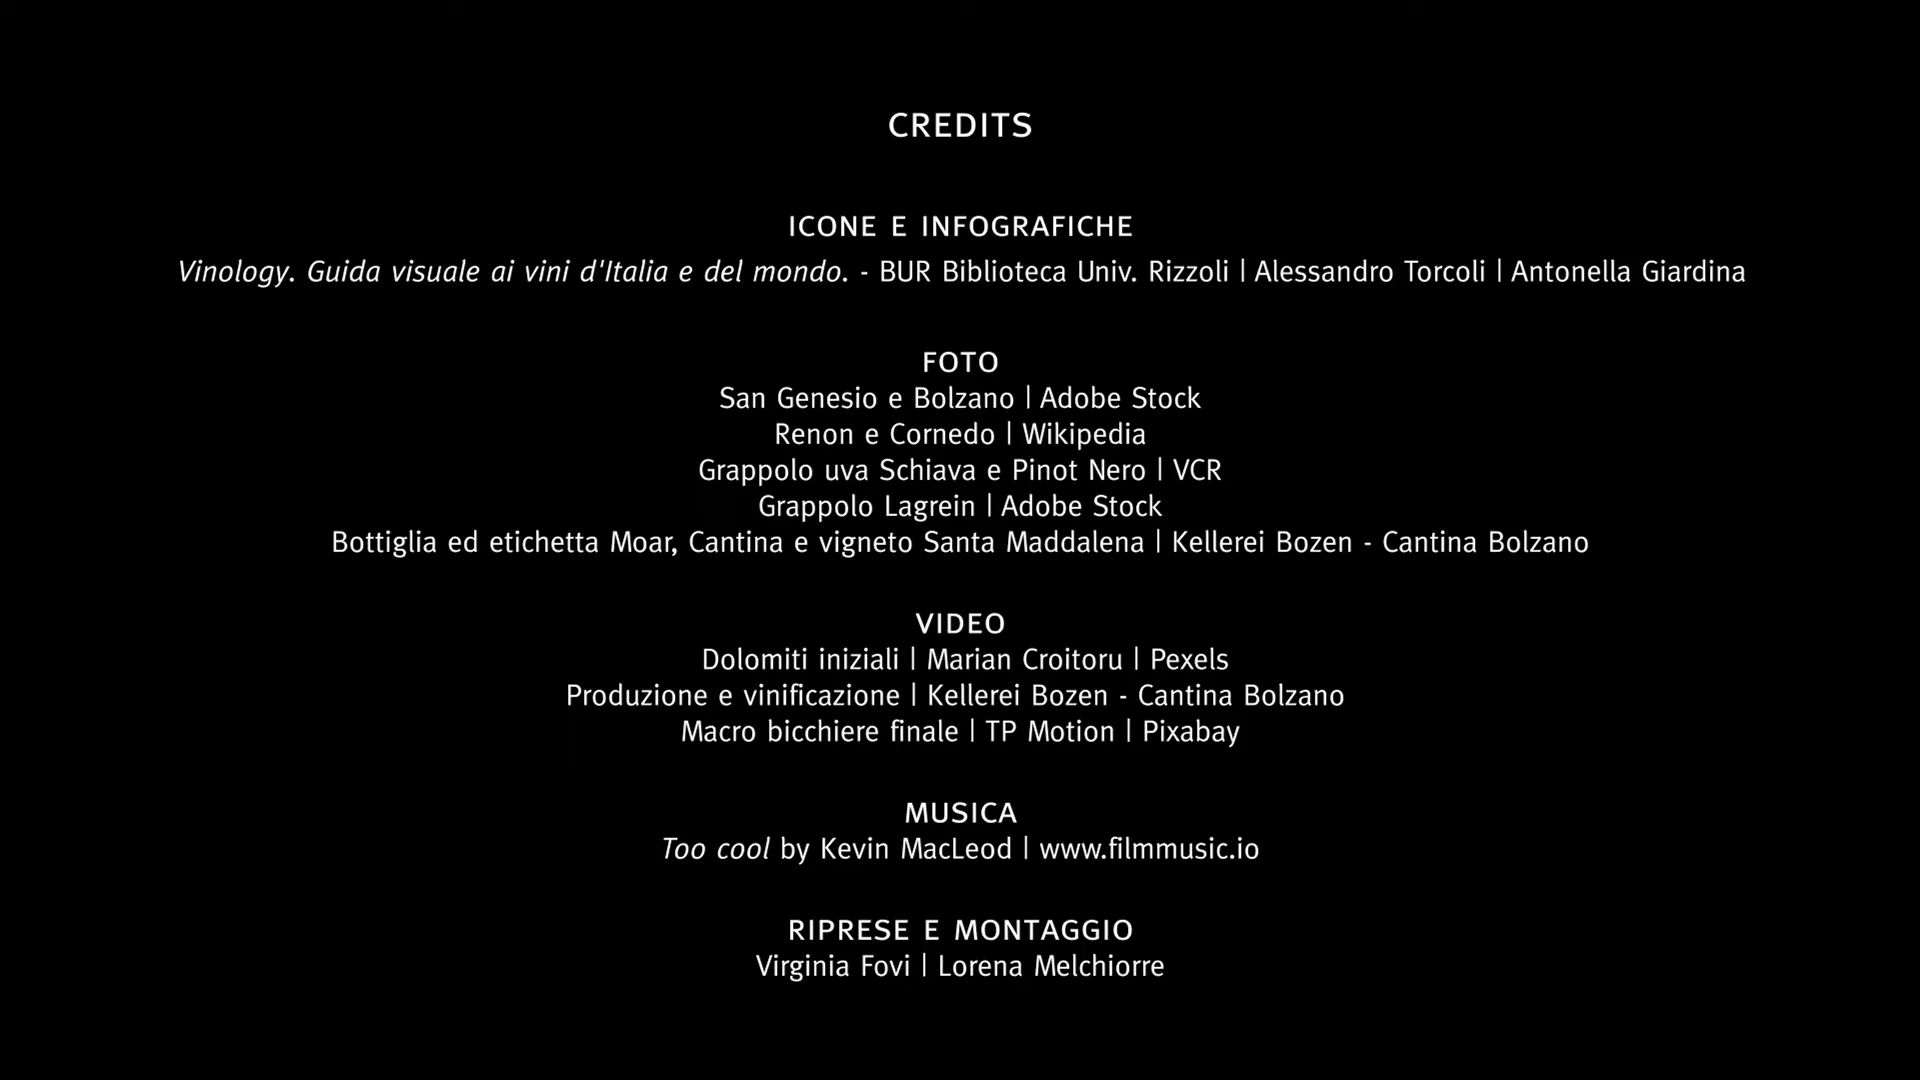 CREDITS
ICONE E INFOGRAFICHE
Vinology. Guida visuale ai vini d'Italia e del mondo. - BUR Biblioteca Univ. Rizzoli | Alessandro Torcoli | Antonella Giardina
FOTO
San Genesio e Bolzano | Adobe Stock
Renon e Cornedo | Wikipedia
Grappolo uva Schiava e Pinot Nero | VCR
Grappolo Lagrein | Adobe Stock
Bottiglia ed etichetta Moar, Cantina e vigneto Santa Maddalena | Kellerei Bozen - Cantina Bolzano
VIDEO
Dolomiti iniziali | Marian Croitoru | Pexels
Produzione e vinificazione | Kellerei Bozen - Cantina Bolzano
Macro bicchiere finale | TP Motion | Pixabay
MUSICA
Too cool by Kevin MacLeod | www.filmmusic.io
RIPRESE E MONTAGGIO
Virginia Fovi | Lorena Melchiorre